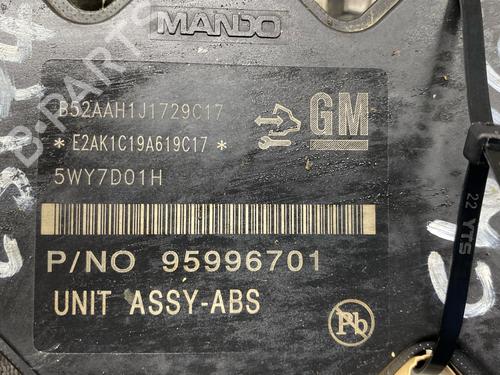 MANDO
B52AAH1J1729C17
* E2AK1C19A619C17 *
GM
5WY7D01H
P/NO 95996701
UNIT ASSY-ABS
Pb
22 YTS
B-PARTS